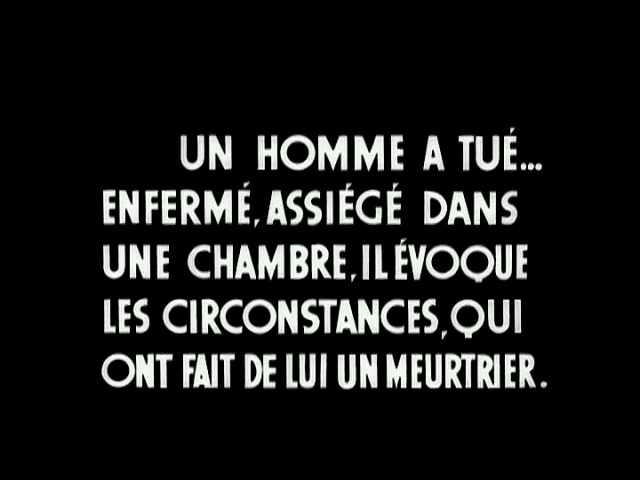 UN HOMME A TUÉ...
ENFERMÉ, ASSIÉGÉ DANS
UNE CHAMBRE, IL ÉVOQUE
LES CIRCONSTANCES, QUI
ONT FAIT DE LUI UN MEURTRIER.